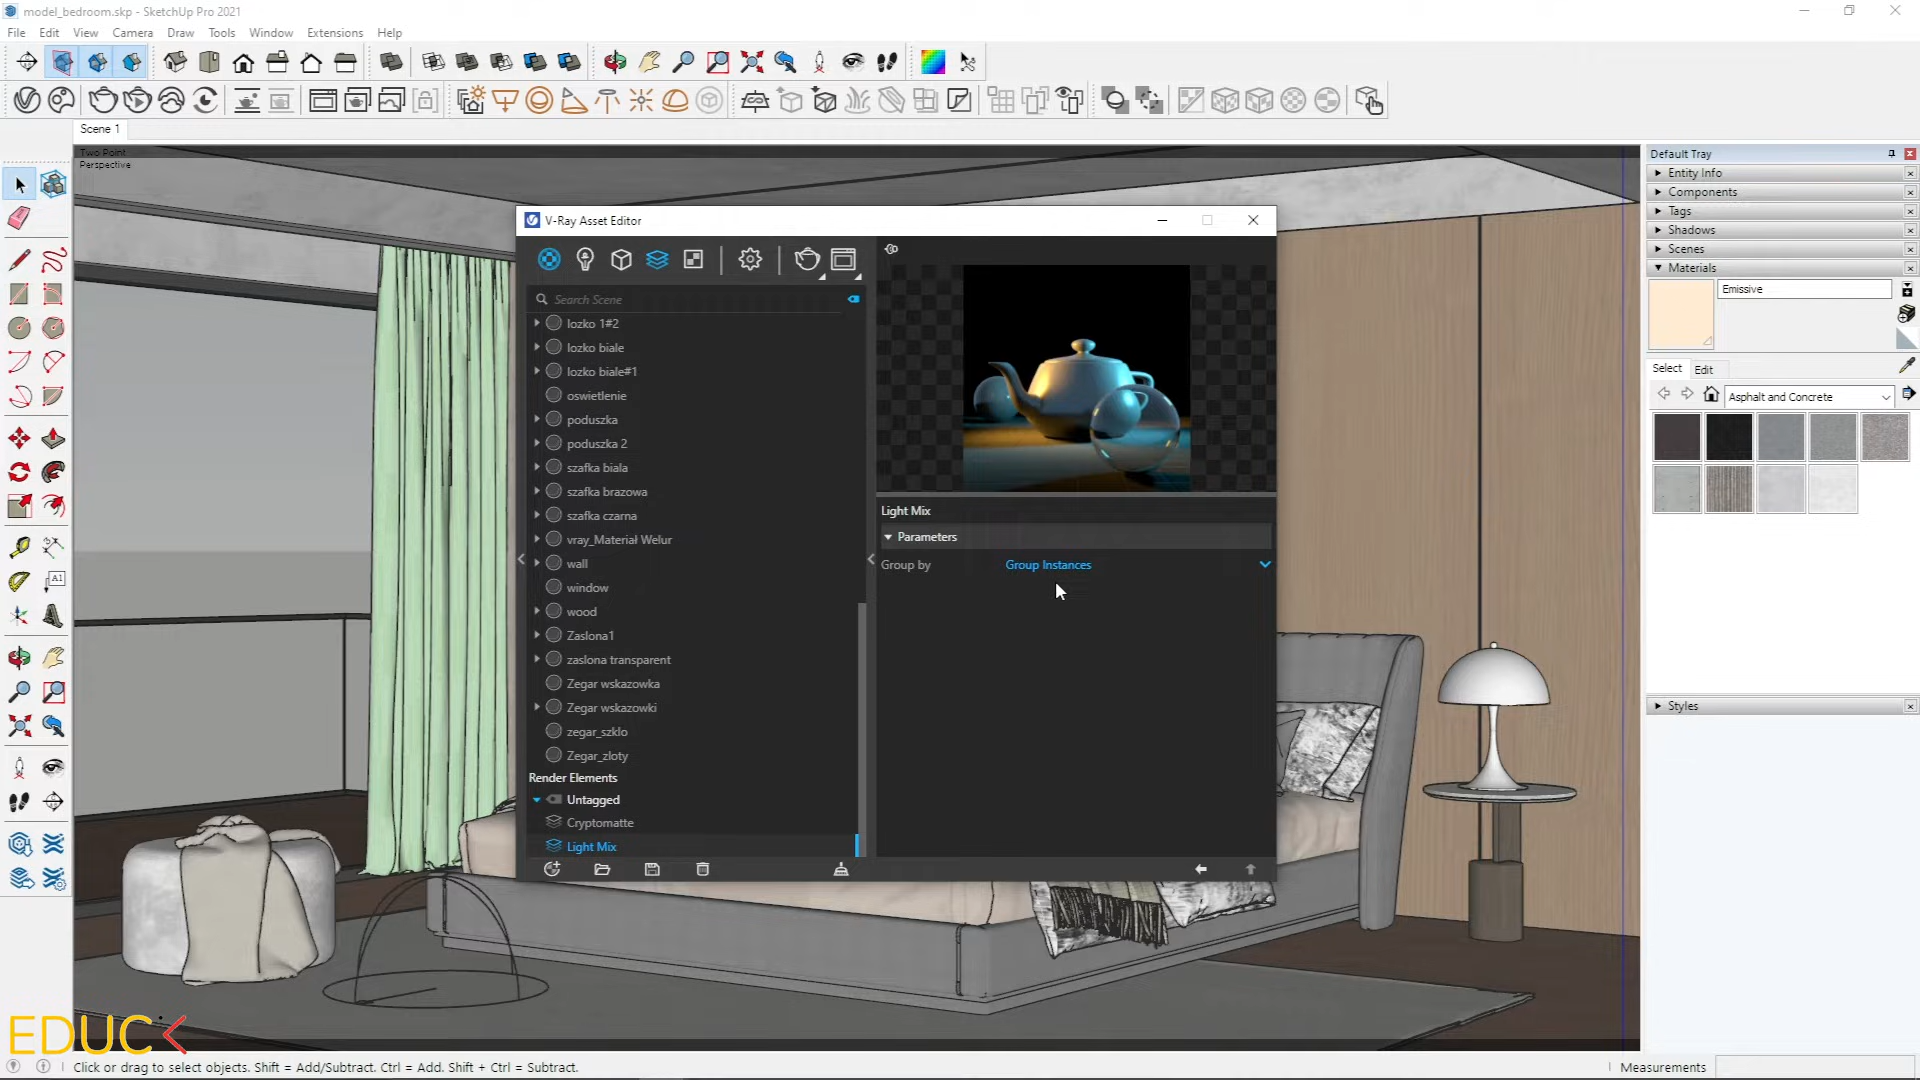 model_bedroom.skp - SketchUp Pro 2021
File Edit View Camera Draw Tools Window Extensions Help
Scene 1
Two Point
Perspective
V-Ray Asset Editor
Search Scene
lozko 1#2
lozko biale
lozko biale#1
oswietlenie
poduszka
poduszka 2
szafka biala
szafka brazowa
szafka czarna
vray_Materiał Welur
wall
window
wood
Zaslona1
zaslona transparent
Zegar wskazowka
Zegar wskazowki
zegar_szklo
Zegar_zloty
Render Elements
Untagged
Cryptomatte
Light Mix
Light Mix
Parameters
Group by Group Instances
Default Tray
Entity Info
Components
Tags
Shadows
Scenes
Materials
Emissive
Select Edit
Asphalt and Concrete
Styles
A1
EDUC
Click or drag to select objects. Shift = Add/Subtract. Ctrl = Add. Shift + Ctrl = Subtract.
Measurements